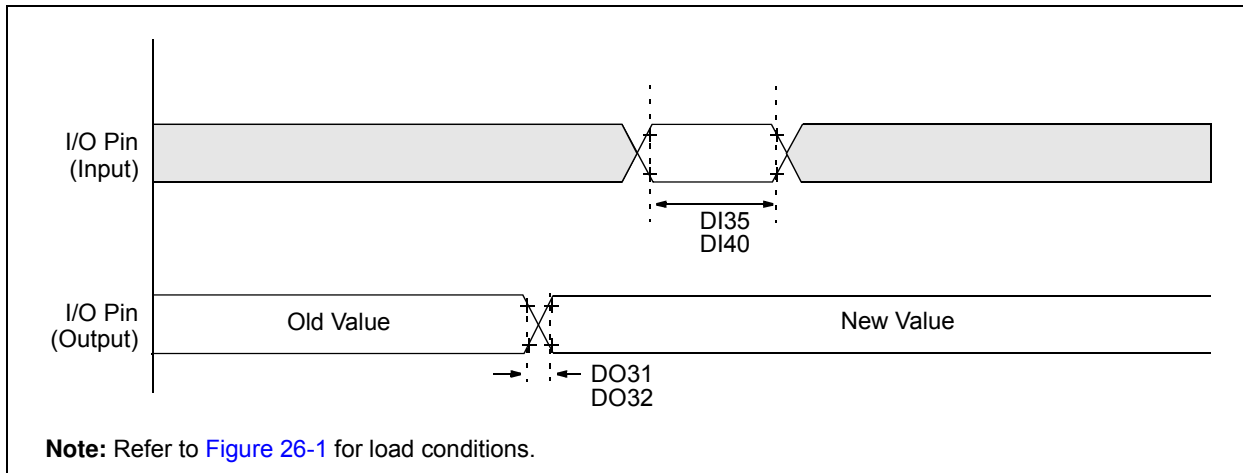 I/O Pin
(Input)
DI35
DI40
I/O Pin
(Output)
Old Value
New Value
DO31
DO32
Note: Refer to Figure 26-1 for load conditions.